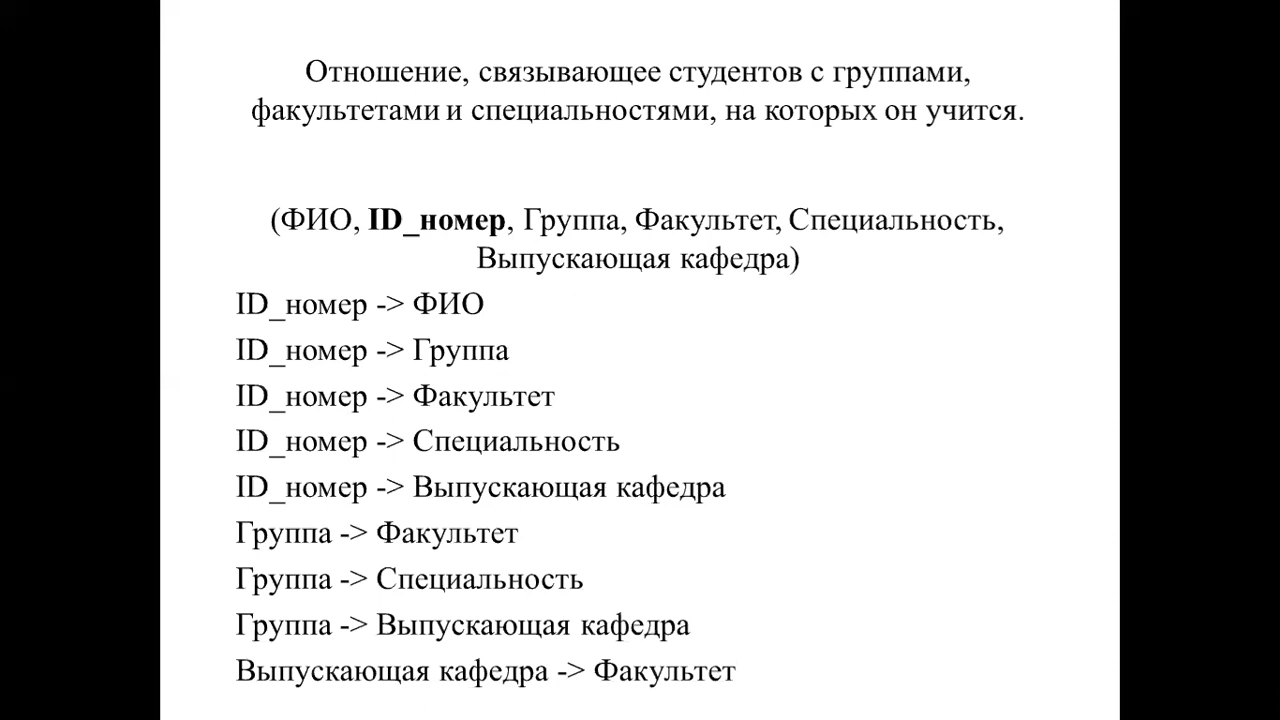 Отношение, связывающее студентов с группами,
факультетами и специальностями, на которых он учится.
(ФИО, ID_номер, Группа, Факультет, Специальность,
Выпускающая кафедра)
ID_номер -> ФИО
ID_номер -> Группа
ID_номер -> Факультет
ID_номер -> Специальность
ID_номер -> Выпускающая кафедра
Группа -> Факультет
Группа -> Специальность
Группа -> Выпускающая кафедра
Выпускающая кафедра -> Факультет